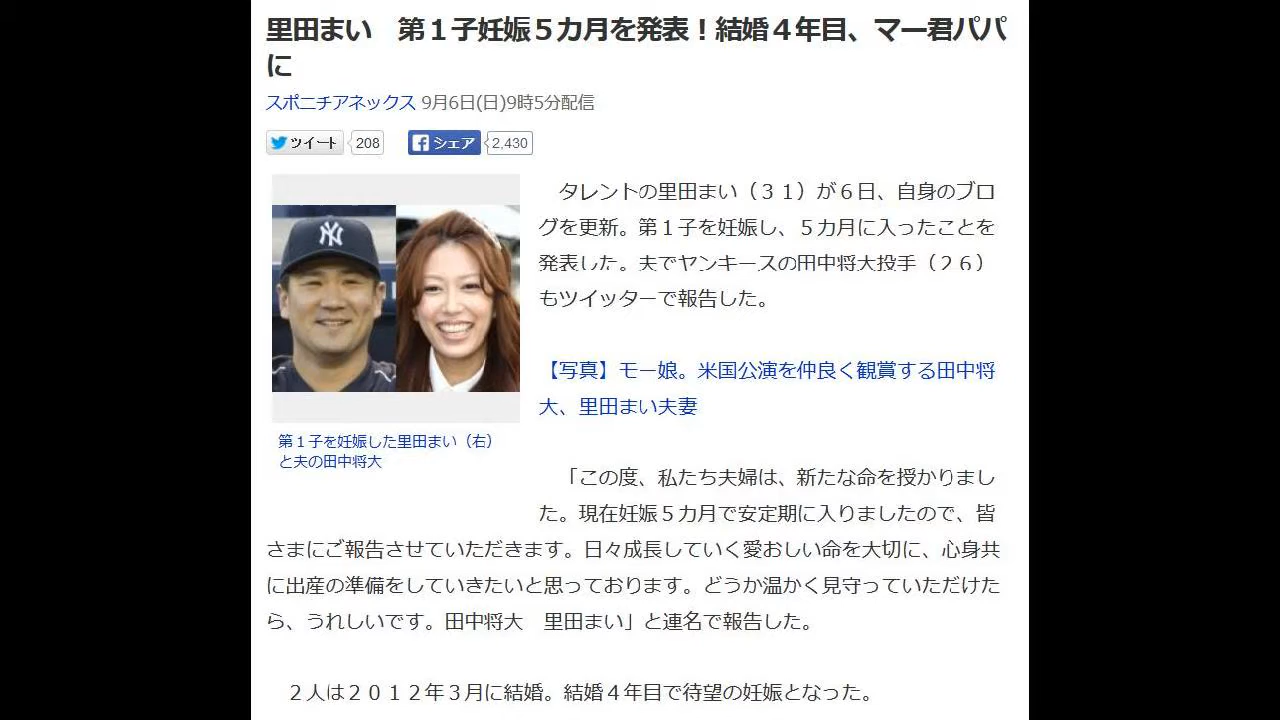 里田まい　第１子妊娠５カ月を発表！結婚４年目、マー君パパ
に
スポニチアネックス 9月6日(日)9時5分配信
ツイート 208 シェア 2,430
NY
第１子を妊娠した里田まい（右）
と夫の田中将大
　タレントの里田まい（３１）が６日、自身のブロ
グを更新。第１子を妊娠し、５カ月に入ったことを
発表した。夫でヤンキースの田中将大投手（２６）
もツイッターで報告した。
【写真】モー娘。米国公演を仲良く観賞する田中将
大、里田まい夫妻
　「この度、私たち夫婦は、新たな命を授かりまし
た。現在妊娠５カ月で安定期に入りましたので、皆
さまにご報告させていただきます。日々成長していく愛おしい命を大切に、心身共
に出産の準備をしていきたいと思っております。どうか温かく見守っていただけた
ら、うれしいです。田中将大　里田まい」と連名で報告した。
　２人は２０１２年３月に結婚。結婚４年目で待望の妊娠となった。